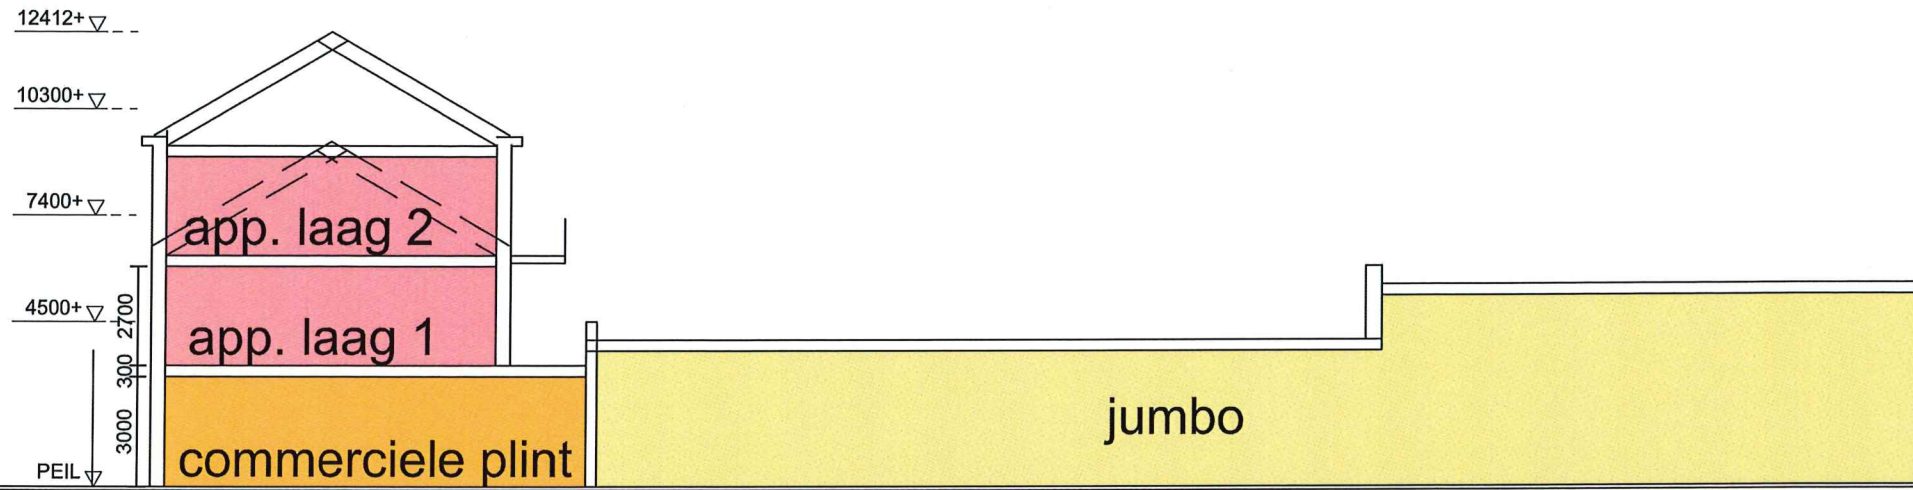 12412+
10300+
7400+
app. laag 2
4500+
2700
app. laag 1
300
3000
jumbo
commerciele plint
PEIL